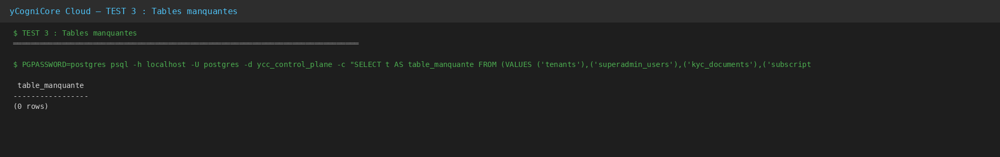 yCogniCore Cloud — TEST 3 : Tables manquantes
$ TEST 3 : Tables manquantes
══════════════════════════════════════════════════════════════════════════════
$ PGPASSWORD=postgres psql -h localhost -U postgres -d ycc_control_plane -c "SELECT t AS table_manquante FROM (VALUES ('tenants'),('superadmin_users'),('kyc_documents'),('subscript
table_manquante
-----------------
(0 rows)